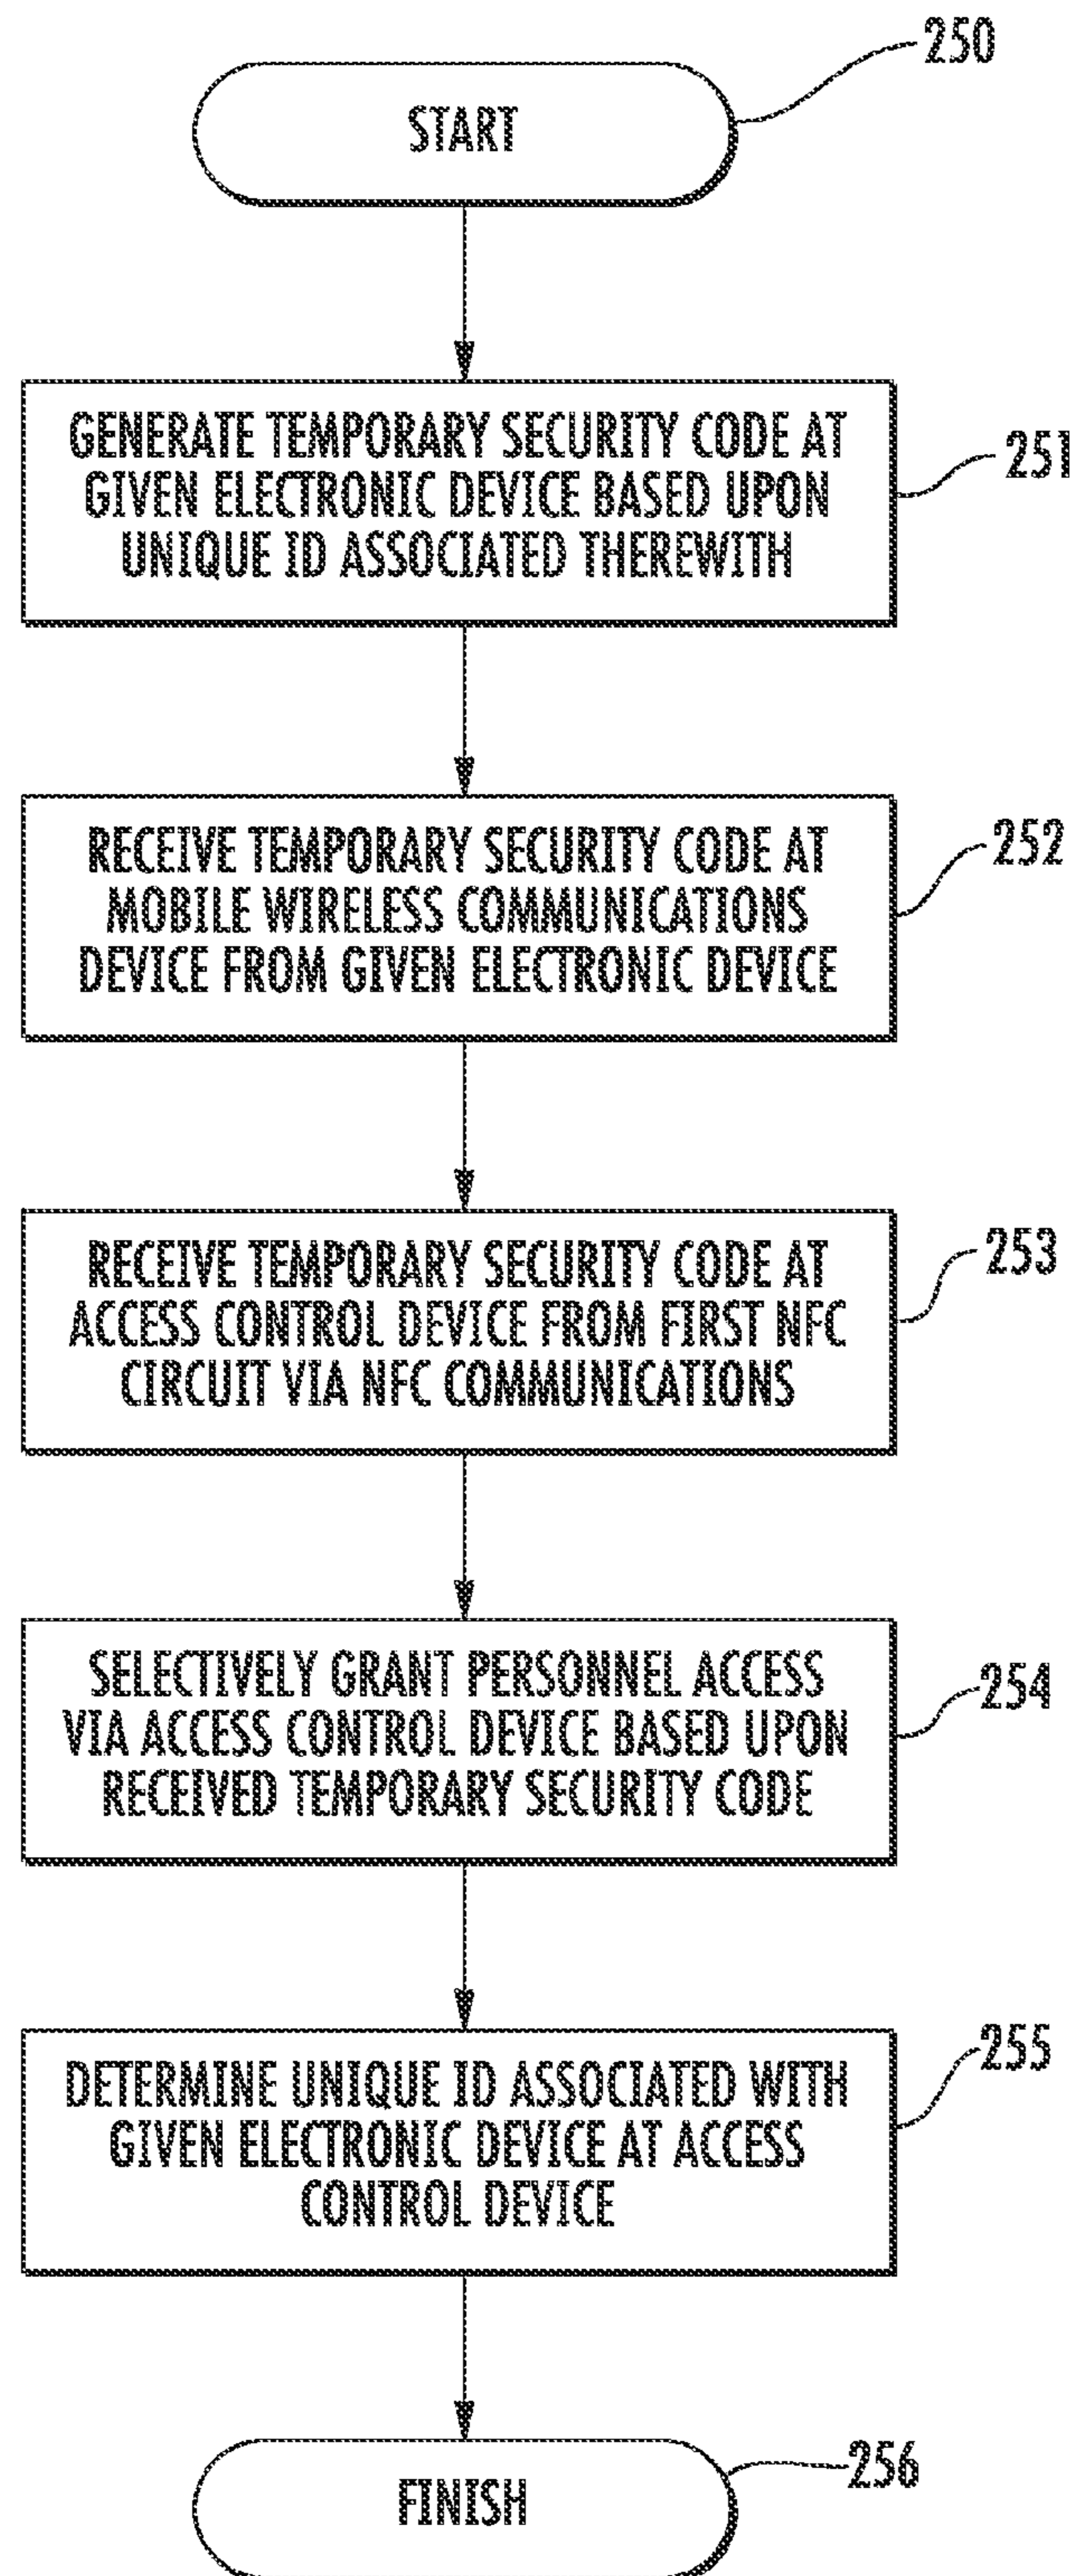 250
START
GENERATE TEMPORARY SECURITY CODE AT
GIVEN ELECTRONIC DEVICE BASED UPON
UNIQUE ID ASSOCIATED THEREWITH
251
RECEIVE TEMPORARY SECURITY CODE AT
MOBILE WIRELESS COMMUNICATIONS
DEVICE FROM GIVEN ELECTRONIC DEVICE
252
RECEIVE TEMPORARY SECURITY CODE AT
ACCESS CONTROL DEVICE FROM FIRST NFC
CIRCUIT VIA NFC COMMUNICATIONS
253
SELECTIVELY GRANT PERSONNEL ACCESS
VIA ACCESS CONTROL DEVICE BASED UPON
RECEIVED TEMPORARY SECURITY CODE
254
DETERMINE UNIQUE ID ASSOCIATED WITH
GIVEN ELECTRONIC DEVICE AT ACCESS
CONTROL DEVICE
255
FINISH
256